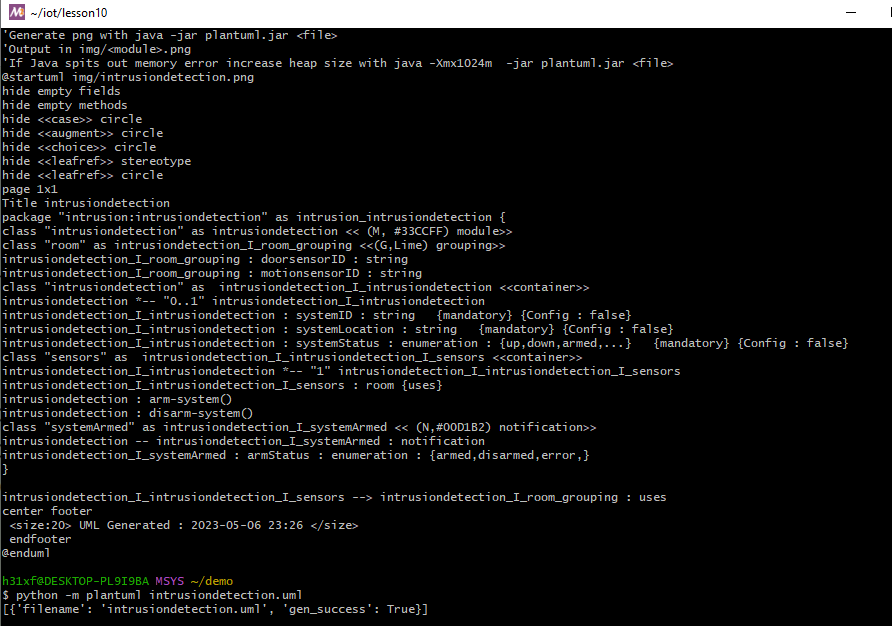 ~/iot/lesson10
'Generate png with java -jar plantuml.jar <file>
'Output in img/<module>.png
'If Java spits out memory error increase heap size with java -Xmx1024m  -jar plantuml.jar <file>
@startuml img/intrusiondetection.png
hide empty fields
hide empty methods
hide <<case>> circle
hide <<augment>> circle
hide <<choice>> circle
hide <<leafref>> stereotype
hide <<leafref>> circle
page 1x1
Title intrusiondetection
package "intrusion:intrusiondetection" as intrusion_intrusiondetection {
class "intrusiondetection" as intrusiondetection << (M, #33CCFF) module>>
class "room" as intrusiondetection_I_room_grouping <<(G,Lime) grouping>>
intrusiondetection_I_room_grouping : doorsensorID : string
intrusiondetection_I_room_grouping : motionsensorID : string
class "intrusiondetection" as  intrusiondetection_I_intrusiondetection <<container>>
intrusiondetection *-- "0..1" intrusiondetection_I_intrusiondetection
intrusiondetection_I_intrusiondetection : systemID : string   {mandatory} {Config : false}
intrusiondetection_I_intrusiondetection : systemLocation : string   {mandatory} {Config : false}
intrusiondetection_I_intrusiondetection : systemStatus : enumeration : {up,down,armed,...}   {mandatory} {Config : false}
class "sensors" as  intrusiondetection_I_intrusiondetection_I_sensors <<container>>
intrusiondetection_I_intrusiondetection *-- "1" intrusiondetection_I_intrusiondetection_I_sensors
intrusiondetection_I_intrusiondetection_I_sensors : room {uses}
intrusiondetection : arm-system()
intrusiondetection : disarm-system()
class "systemArmed" as intrusiondetection_I_systemArmed << (N,#00D1B2) notification>>
intrusiondetection -- intrusiondetection_I_systemArmed : notification
intrusiondetection_I_systemArmed : armStatus : enumeration : {armed,disarmed,error,}
}
intrusiondetection_I_intrusiondetection_I_sensors --> intrusiondetection_I_room_grouping : uses
center footer
<size:20> UML Generated : 2023-05-06 23:26 </size>
endfooter
@enduml
h31xf@DESKTOP-PL9I9BA MSYS ~/demo
$ python -m plantuml intrusiondetection.uml
[{'filename': 'intrusiondetection.uml', 'gen_success': True}]